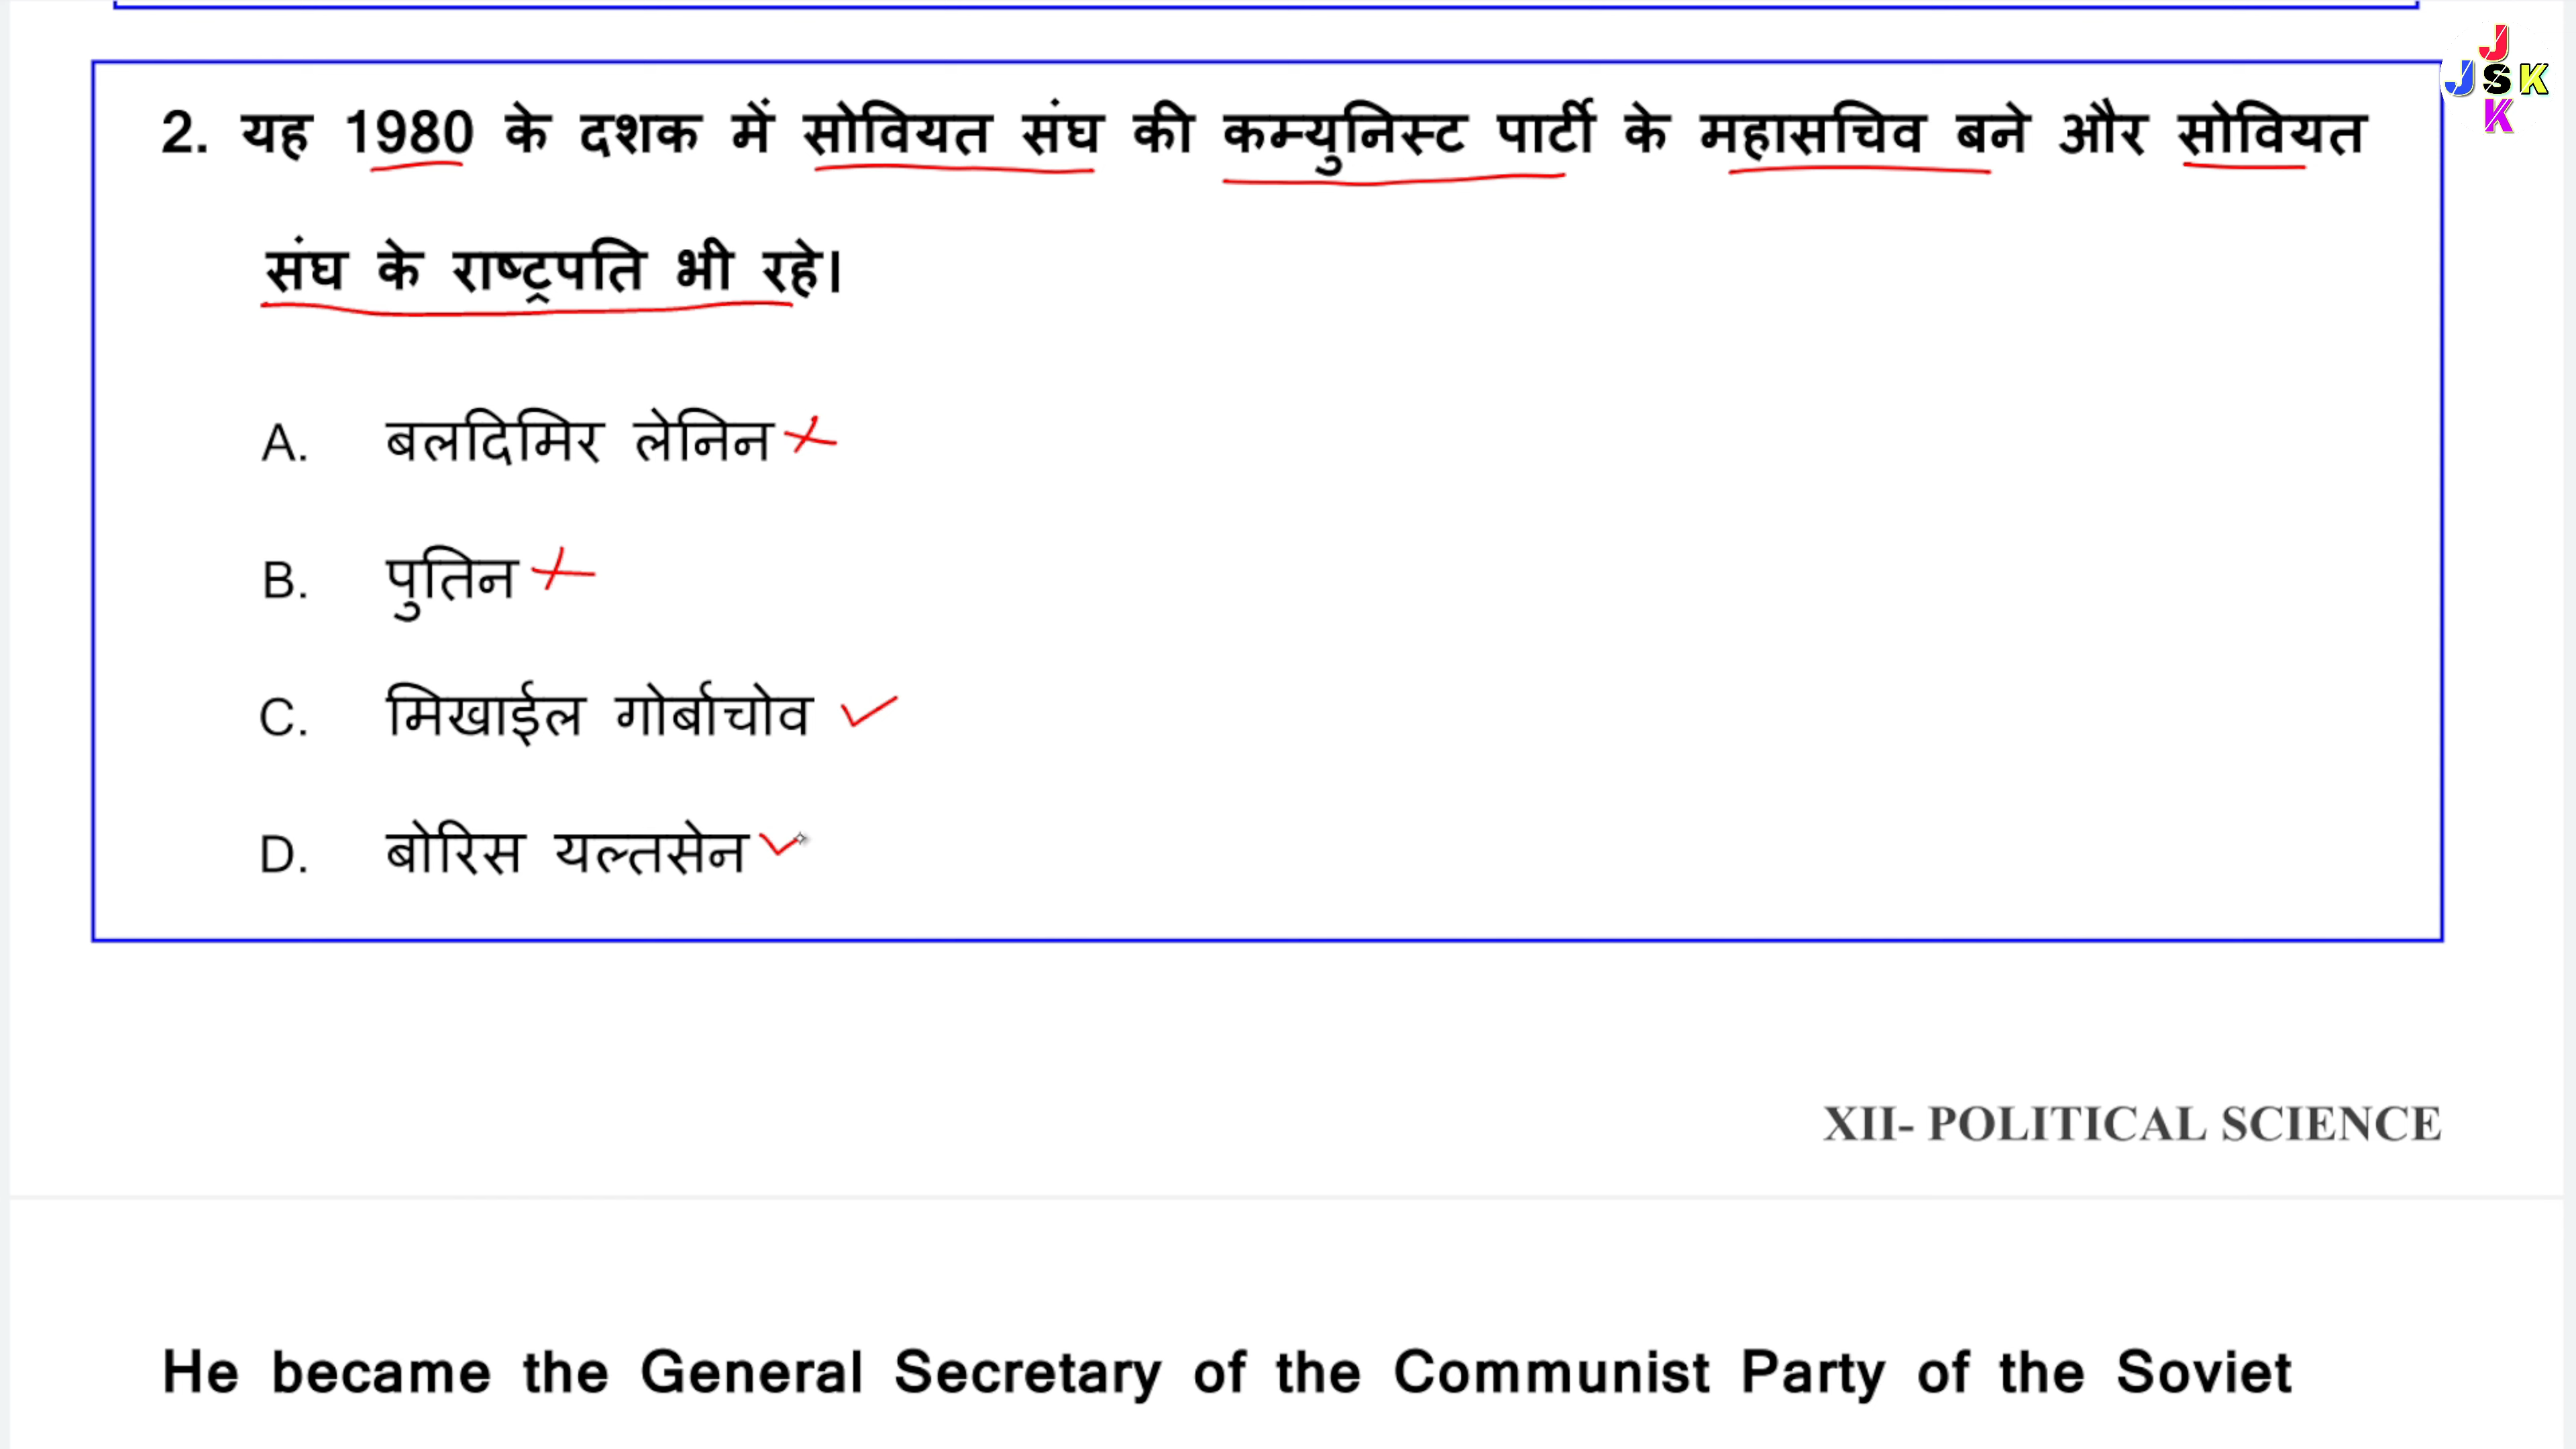 J
JSK
K
2. यह 1980 के दशक में सोवियत संघ की कम्युनिस्ट पार्टी के महासचिव बने और सोवियत
संघ के राष्ट्रपति भी रहे।
A. बलदिमिर लेनिन
B. पुतिन
C. मिखाईल गोर्बाचोव
D. बोरिस यल्तसेन
XII- POLITICAL SCIENCE
He became the General Secretary of the Communist Party of the Soviet